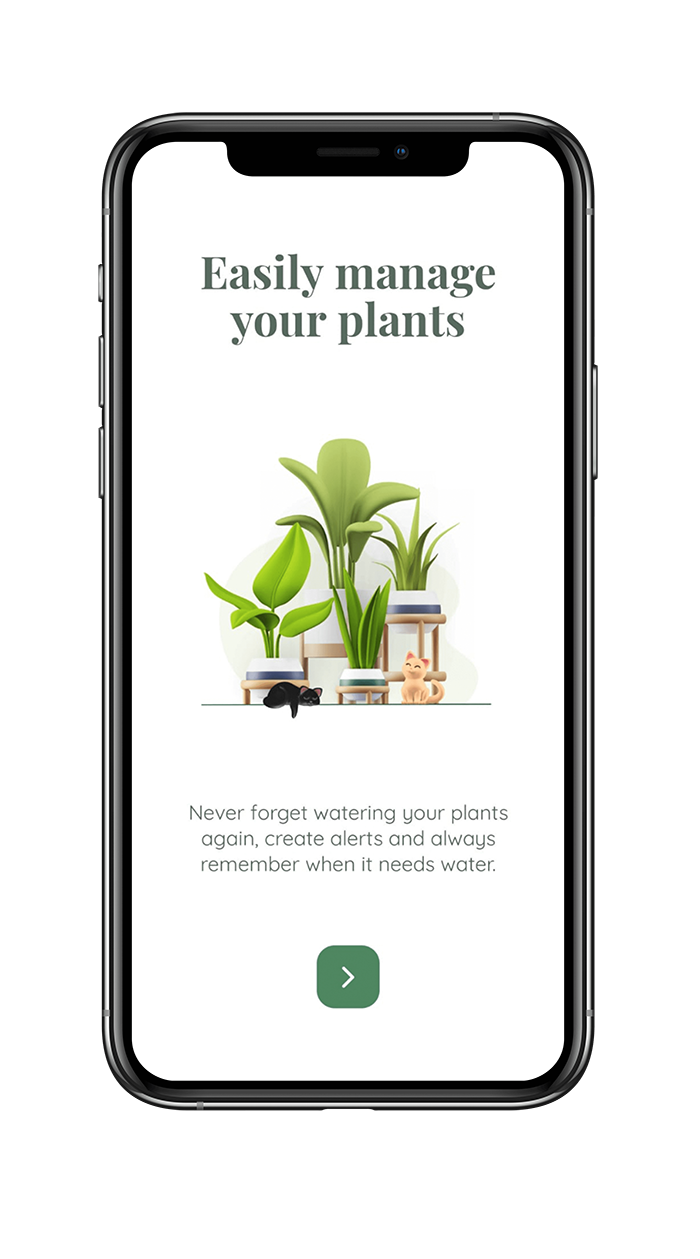 Easily manage
your plants
Never forget watering your plants
again, create alerts and always
remember when it needs water.